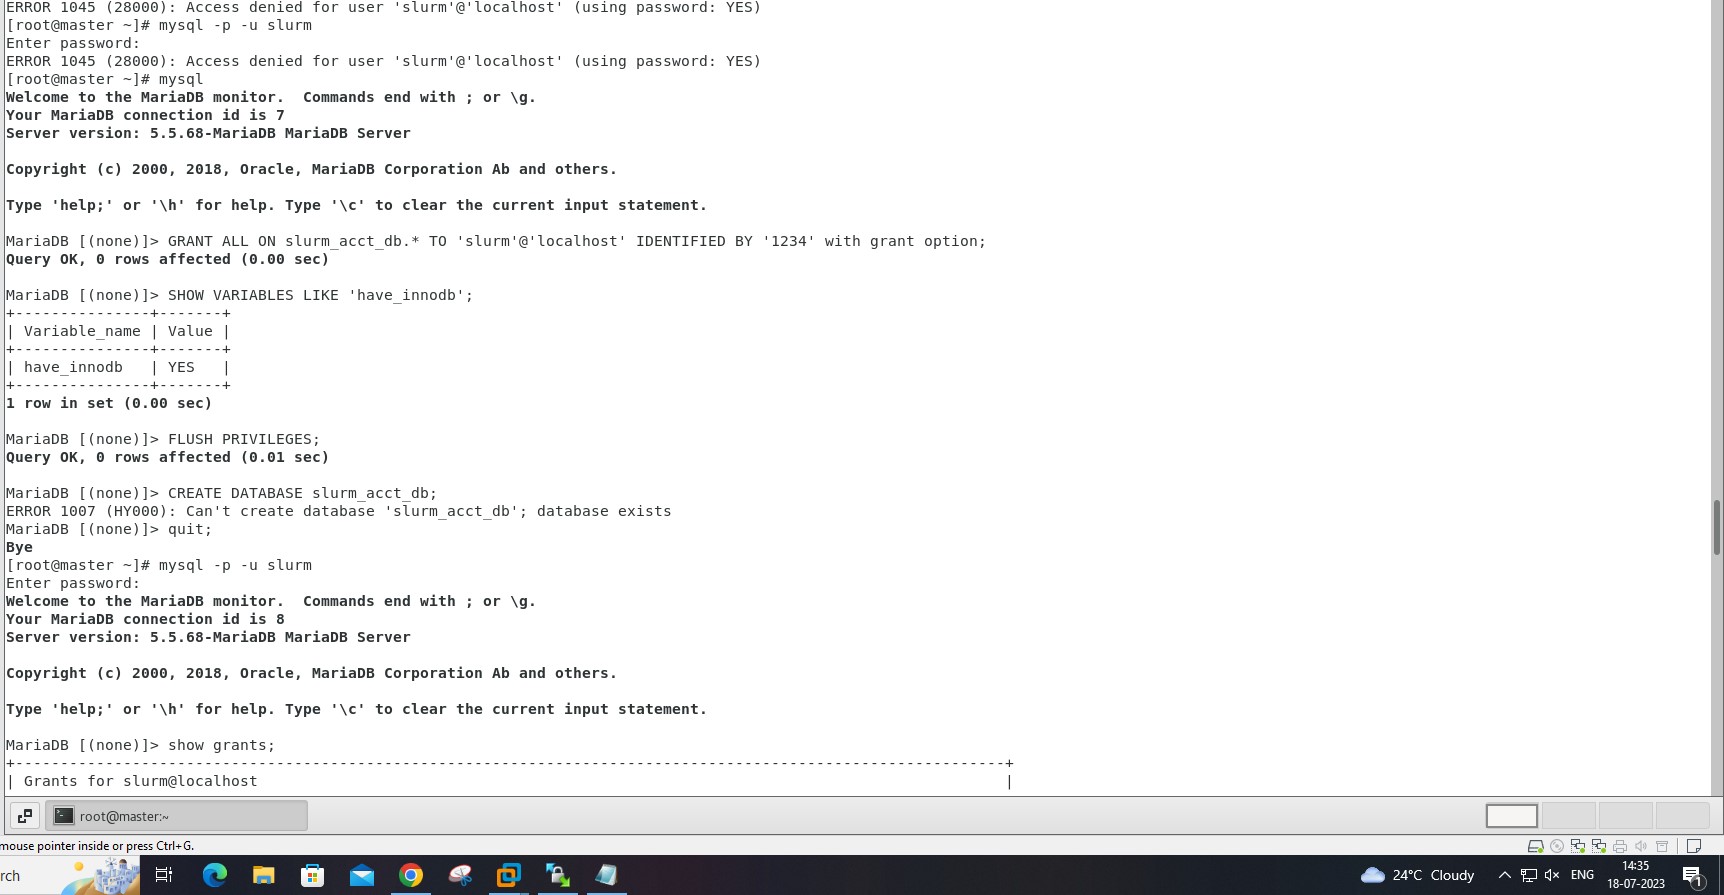 ERROR 1045 (28000): Access denied for user 'slurm'@'localhost' (using password: YES)
[root@master ~]# mysql -p -u slurm
Enter password:
ERROR 1045 (28000): Access denied for user 'slurm'@'localhost' (using password: YES)
[root@master ~]# mysql
Welcome to the MariaDB monitor.  Commands end with ; or \g.
Your MariaDB connection id is 7
Server version: 5.5.68-MariaDB MariaDB Server
Copyright (c) 2000, 2018, Oracle, MariaDB Corporation Ab and others.
Type 'help;' or '\h' for help. Type '\c' to clear the current input statement.
MariaDB [(none)]> GRANT ALL ON slurm_acct_db.* TO 'slurm'@'localhost' IDENTIFIED BY '1234' with grant option;
Query OK, 0 rows affected (0.00 sec)
MariaDB [(none)]> SHOW VARIABLES LIKE 'have_innodb';
+---------------+-------+
| Variable_name | Value |
+---------------+-------+
| have_innodb   | YES   |
+---------------+-------+
1 row in set (0.00 sec)
MariaDB [(none)]> FLUSH PRIVILEGES;
Query OK, 0 rows affected (0.01 sec)
MariaDB [(none)]> CREATE DATABASE slurm_acct_db;
ERROR 1007 (HY000): Can't create database 'slurm_acct_db'; database exists
MariaDB [(none)]> quit;
Bye
[root@master ~]# mysql -p -u slurm
Enter password:
Welcome to the MariaDB monitor.  Commands end with ; or \g.
Your MariaDB connection id is 8
Server version: 5.5.68-MariaDB MariaDB Server
Copyright (c) 2000, 2018, Oracle, MariaDB Corporation Ab and others.
Type 'help;' or '\h' for help. Type '\c' to clear the current input statement.
MariaDB [(none)]> show grants;
+--------------------------------------------------------------------------------------------------------------+
| Grants for slurm@localhost                                                                                   |
root@master:~
mouse pointer inside or press Ctrl+G.
rch
24°C Cloudy
ENG
14:35
18-07-2023
1